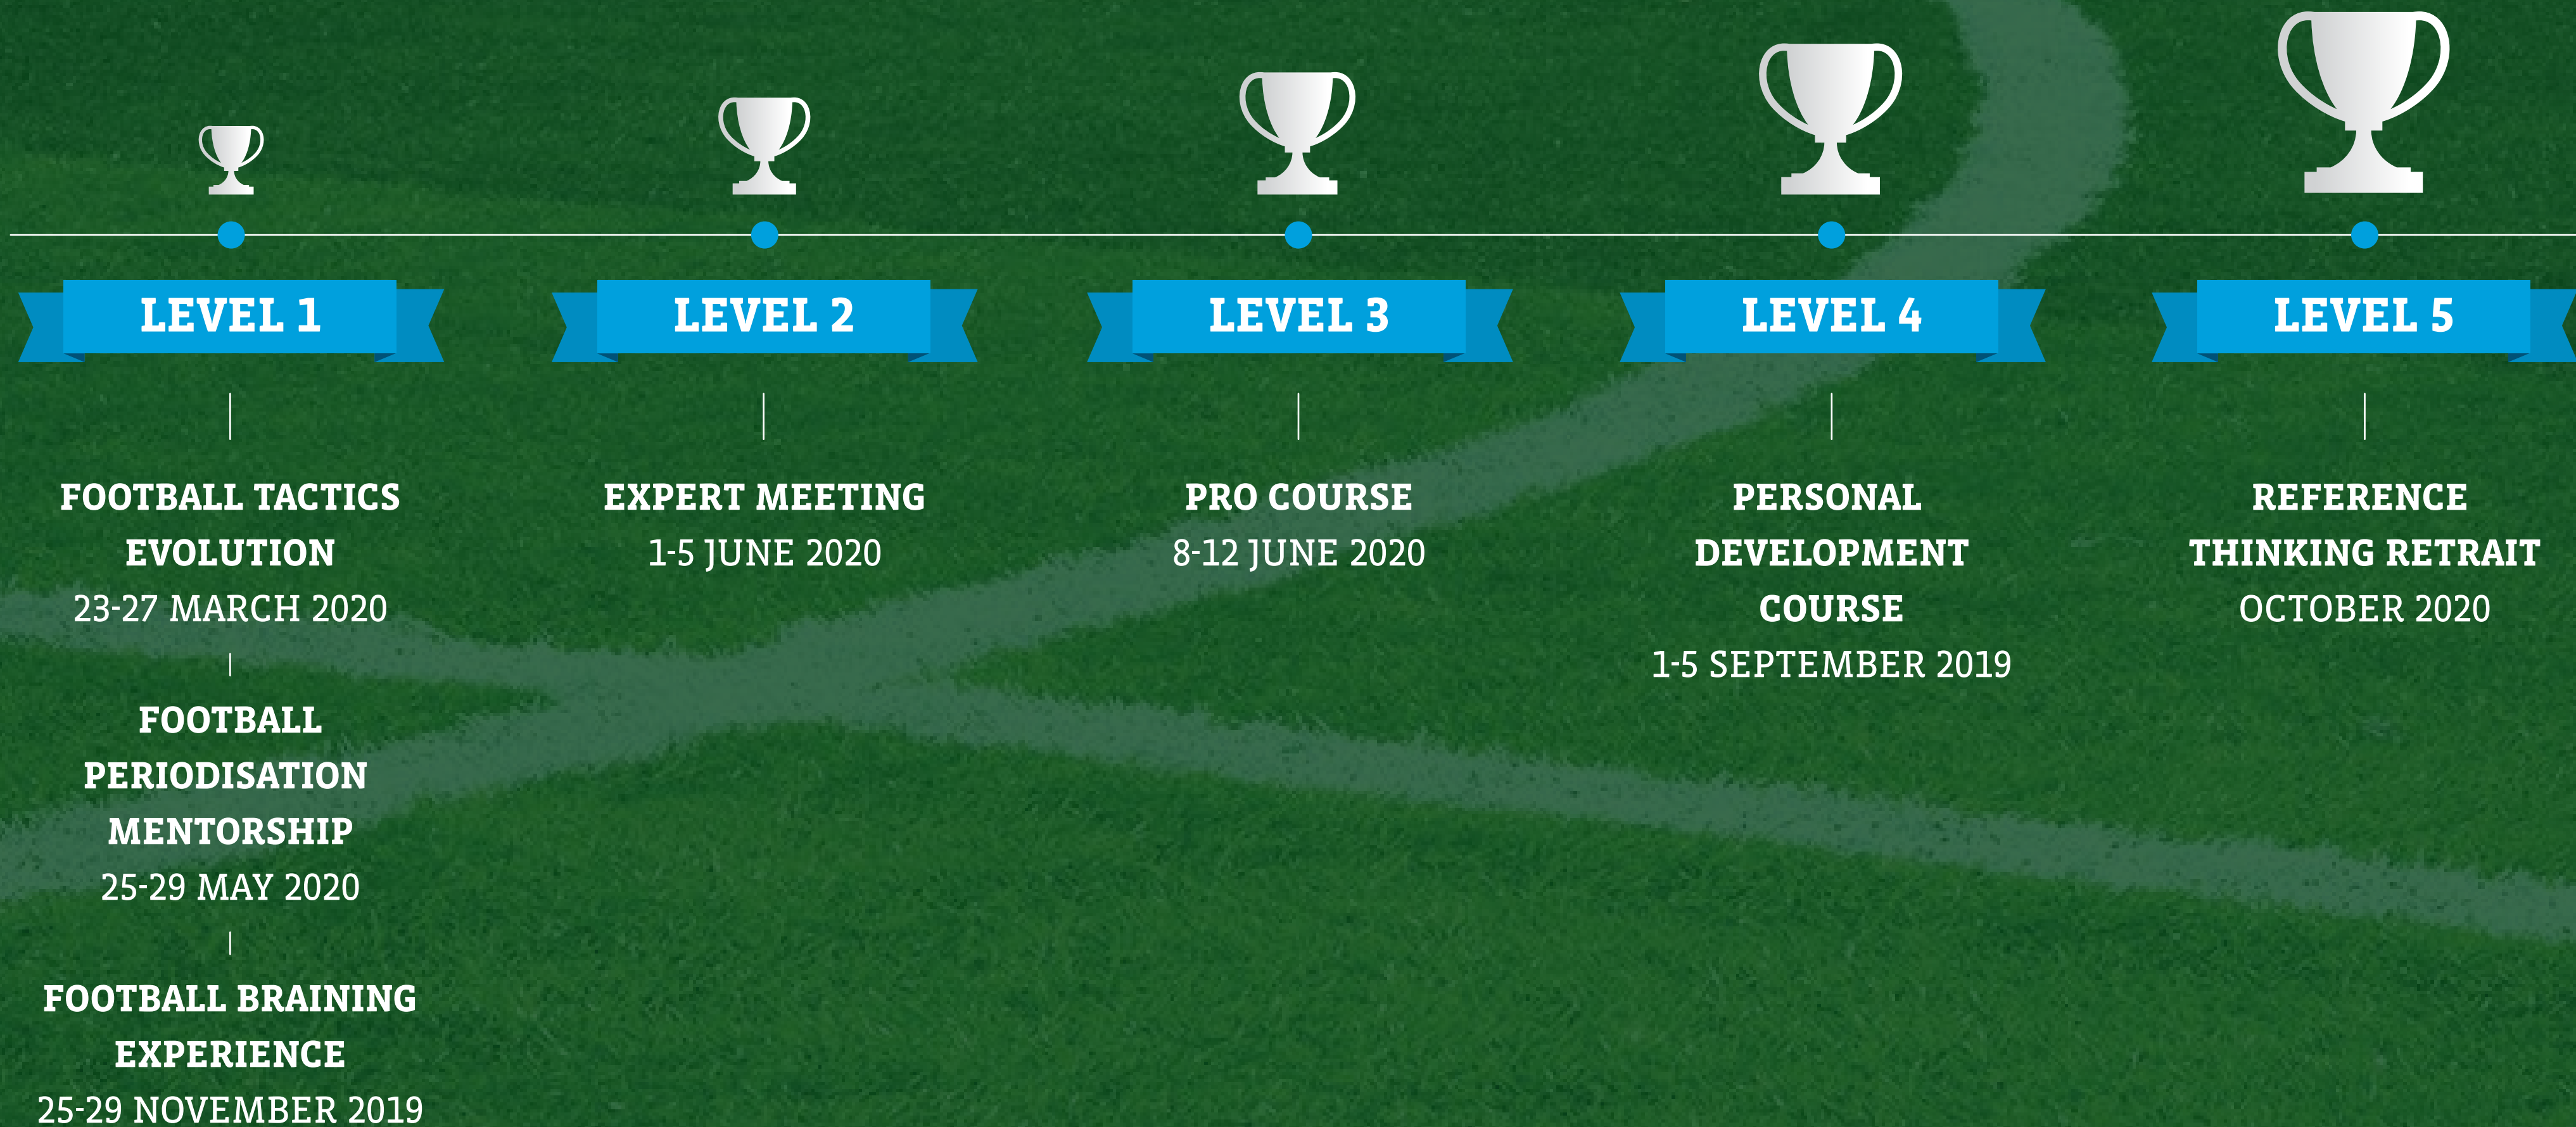 LEVEL 1
FOOTBALL TACTICS
EVOLUTION
23-27 MARCH 2020
FOOTBALL
PERIODISATION
MENTORSHIP
25-29 MAY 2020
FOOTBALL BRAINING
EXPERIENCE
25-29 NOVEMBER 2019
LEVEL 2
EXPERT MEETING
1-5 JUNE 2020
LEVEL 3
PRO COURSE
8-12 JUNE 2020
LEVEL 4
PERSONAL
DEVELOPMENT
COURSE
1-5 SEPTEMBER 2019
LEVEL 5
REFERENCE
THINKING RETRAIT
OCTOBER 2020